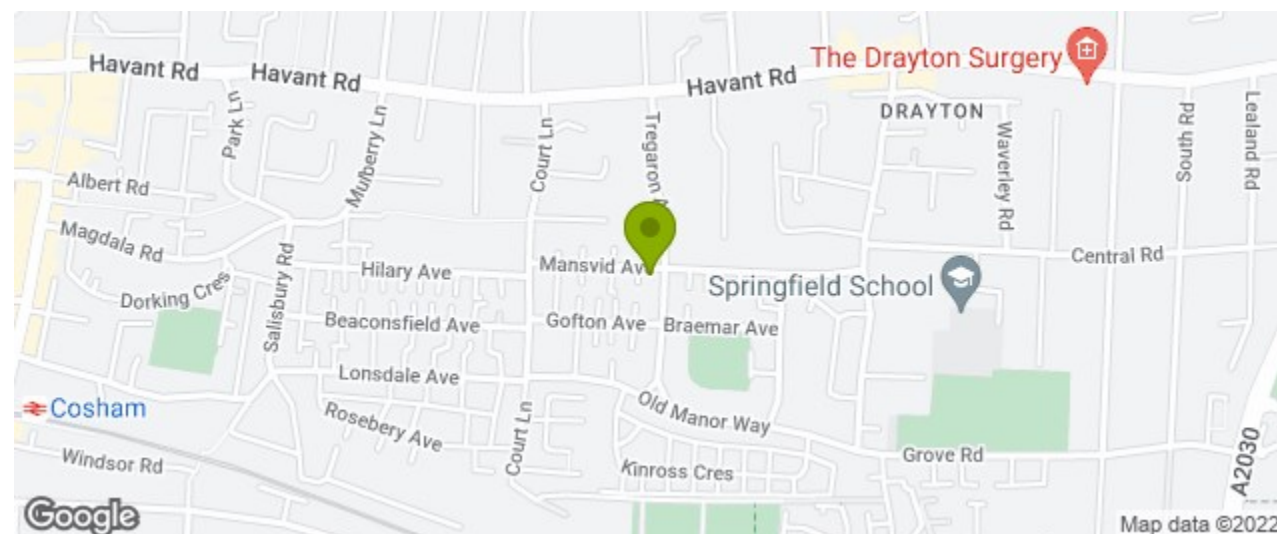 The Drayton Surgery
Havant Rd
Havant Rd
Havant Rd
DRAYTON
Park Ln
Mulberry Ln
Court Ln
Tregaron
Waverley Rd
South Rd
Lealand Rd
Albert Rd
Magdala Rd
Salisbury Rd
Hilary Ave
Mansvid Ave
Central Rd
Springfield School
Dorking Cres
Beaconsfield Ave
Gofton Ave
Braemar Ave
Lonsdale Ave
Cosham
Rosebery Ave
Court Ln
Old Manor Way
Windsor Rd
Kinross Cres
Grove Rd
A2030
Google
Map data ©2022